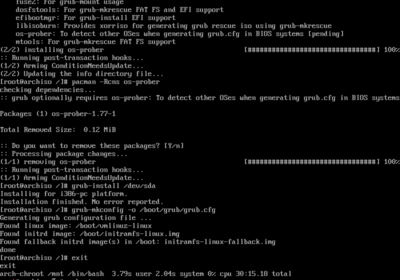 fuse2: For grub-mount usage
dosfstools: For grub-mkrescue FAT FS and EFI support
efibootmgr: For grub-install EFI support
libisoburn: Provides xorriso for generating grub rescue iso using grub-mkrescue
os-prober: To detect other OSes when generating grub.cfg in BIOS systems [pending]
mtools: For grub-mkrescue FAT FS support
(2/2) installing os-prober [######################] 100%
:: Running post-transaction hooks...
(1/2) Arming ConditionNeedsUpdate...
(2/2) Updating the info directory file...
[root@archiso /]# pacman -Rcns os-prober
checking dependencies...
:: grub optionally requires os-prober: To detect other OSes when generating grub.cfg in BIOS systems
Packages (1) os-prober-1.77-1
Total Removed Size: 0.12 MiB
:: Do you want to remove these packages? [Y/n]
:: Processing package changes...
(1/1) removing os-prober [######################] 100%
:: Running post-transaction hooks...
(1/1) Arming ConditionNeedsUpdate...
[root@archiso /]# grub-install /dev/sda
Installing for i386-pc platform.
Installation finished. No error reported.
[root@archiso /]# grub-mkconfig -o /boot/grub/grub.cfg
Generating grub configuration file ...
Found linux image: /boot/vmlinuz-linux
Found initrd image: /boot/initramfs-linux.img
Found fallback initrd image(s) in /boot: initramfs-linux-fallback.img
done
[root@archiso /]# exit
exit
arch-chroot /mnt /bin/bash 3.79s user 2.04s system 0% cpu 30:15.18 total